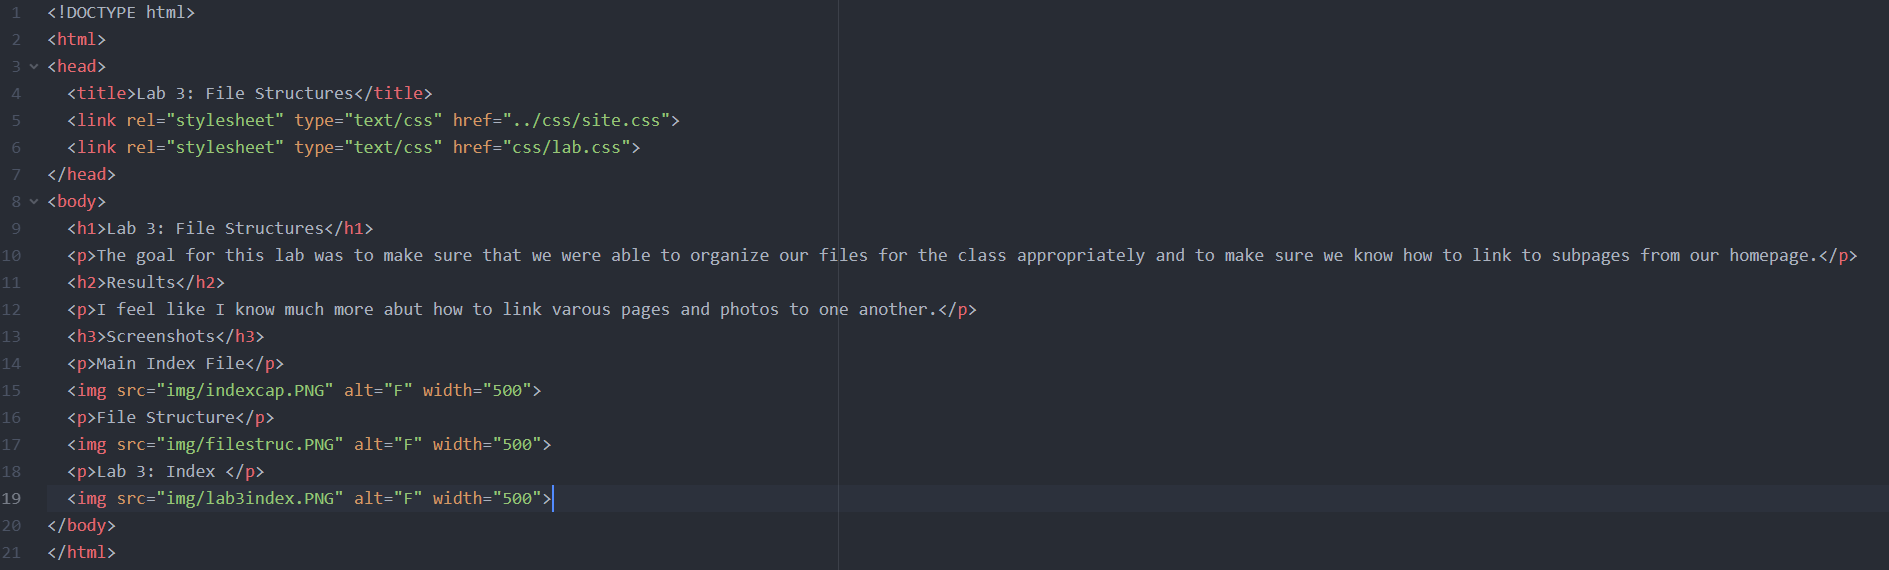 1 <!DOCTYPE html>
2 <html>
3 <head>
4 <title>Lab 3: File Structures</title>
5 <link rel="stylesheet" type="text/css" href="../css/site.css">
6 <link rel="stylesheet" type="text/css" href="css/lab.css">
7 </head>
8 <body>
9 <h1>Lab 3: File Structures</h1>
10 <p>The goal for this lab was to make sure that we were able to organize our files for the class appropriately and to make sure we know how to link to subpages from our homepage.</p>
11 <h2>Results</h2>
12 <p>I feel like I know much more abut how to link varous pages and photos to one another.</p>
13 <h3>Screenshots</h3>
14 <p>Main Index File</p>
15 <img src="img/indexcap.PNG" alt="F" width="500">
16 <p>File Structure</p>
17 <img src="img/filestruc.PNG" alt="F" width="500">
18 <p>Lab 3: Index </p>
19 <img src="img/lab3index.PNG" alt="F" width="500">
20 </body>
21 </html>